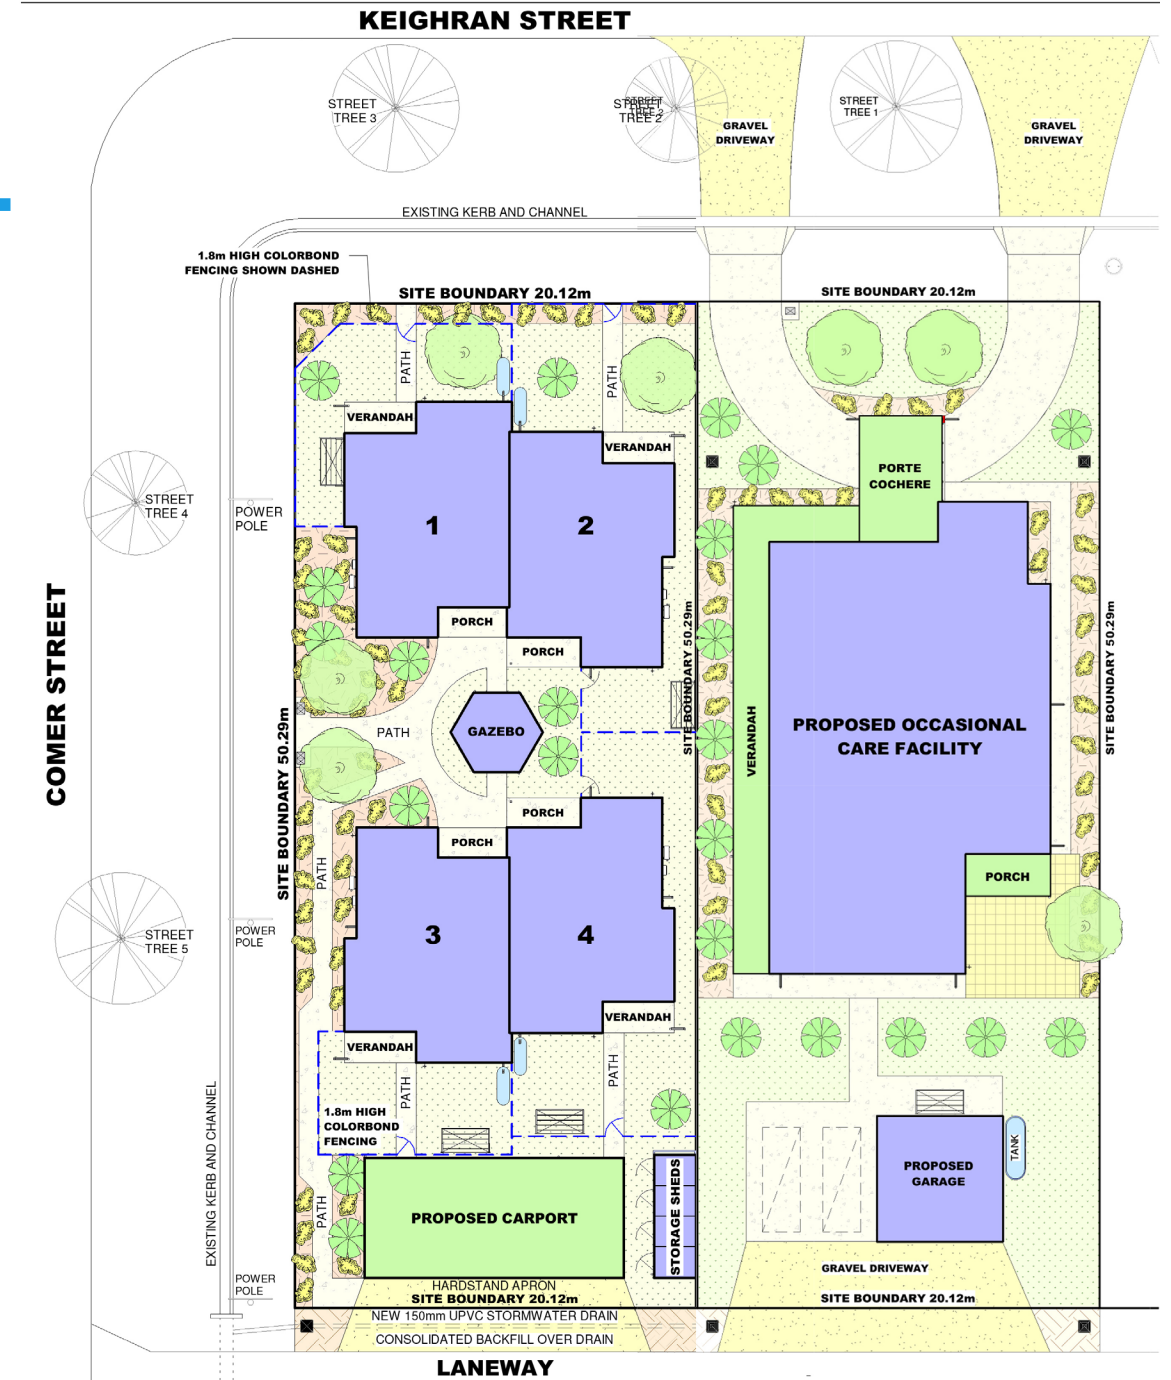 KEIGHRAN STREET
STREET
TREE 3
STREET
TREE 2
STREET
TREE 2
STREET
TREE 1
GRAVEL
DRIVEWAY
GRAVEL
DRIVEWAY
EXISTING KERB AND CHANNEL
1.8m HIGH COLORBOND
FENCING SHOWN DASHED
SITE BOUNDARY 20.12m
SITE BOUNDARY 20.12m
PATH
PATH
VERANDAH
VERANDAH
PORTE
COCHERE
STREET
TREE 4
POWER
POLE
1
2
COMER STREET
PORCH
PORCH
SITE BOUNDARY 50.29m
SITE BOUNDARY 50.29m
SITE BOUNDARY 50.29m
PATH
GAZEBO
VERANDAH
PROPOSED OCCASIONAL
CARE FACILITY
PORCH
PORCH
PATH
PORCH
STREET
TREE 5
POWER
POLE
3
4
VERANDAH
VERANDAH
PATH
PATH
1.8m HIGH
COLORBOND
FENCING
EXISTING KERB AND CHANNEL
PATH
PROPOSED CARPORT
STORAGE SHEDS
PROPOSED
GARAGE
TANK
POWER
POLE
HARDSTAND APRON
GRAVEL DRIVEWAY
SITE BOUNDARY 20.12m
SITE BOUNDARY 20.12m
NEW 150mm UPVC STORMWATER DRAIN
CONSOLIDATED BACKFILL OVER DRAIN
LANEWAY